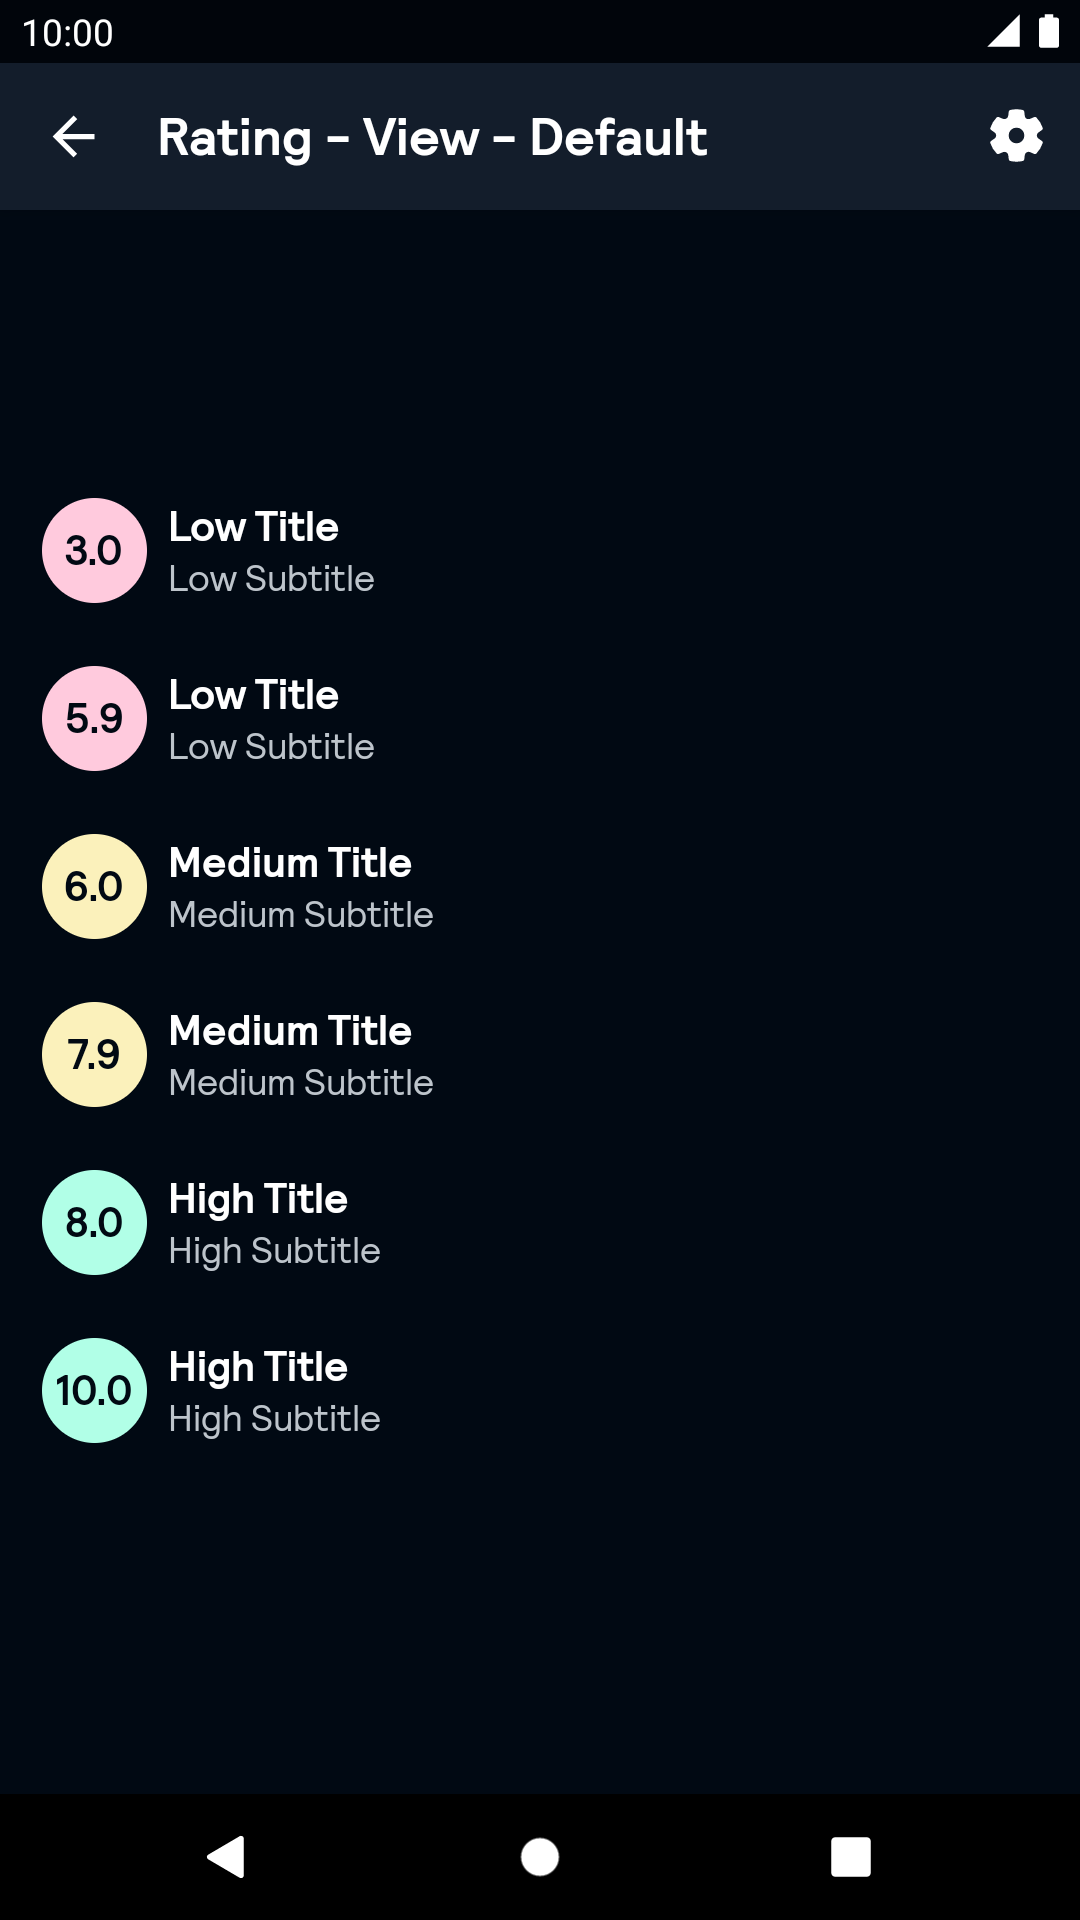 10:00
Rating - View - Default
3.0
Low Title
Low Subtitle
5.9
Low Title
Low Subtitle
6.0
Medium Title
Medium Subtitle
7.9
Medium Title
Medium Subtitle
8.0
High Title
High Subtitle
10.0
High Title
High Subtitle